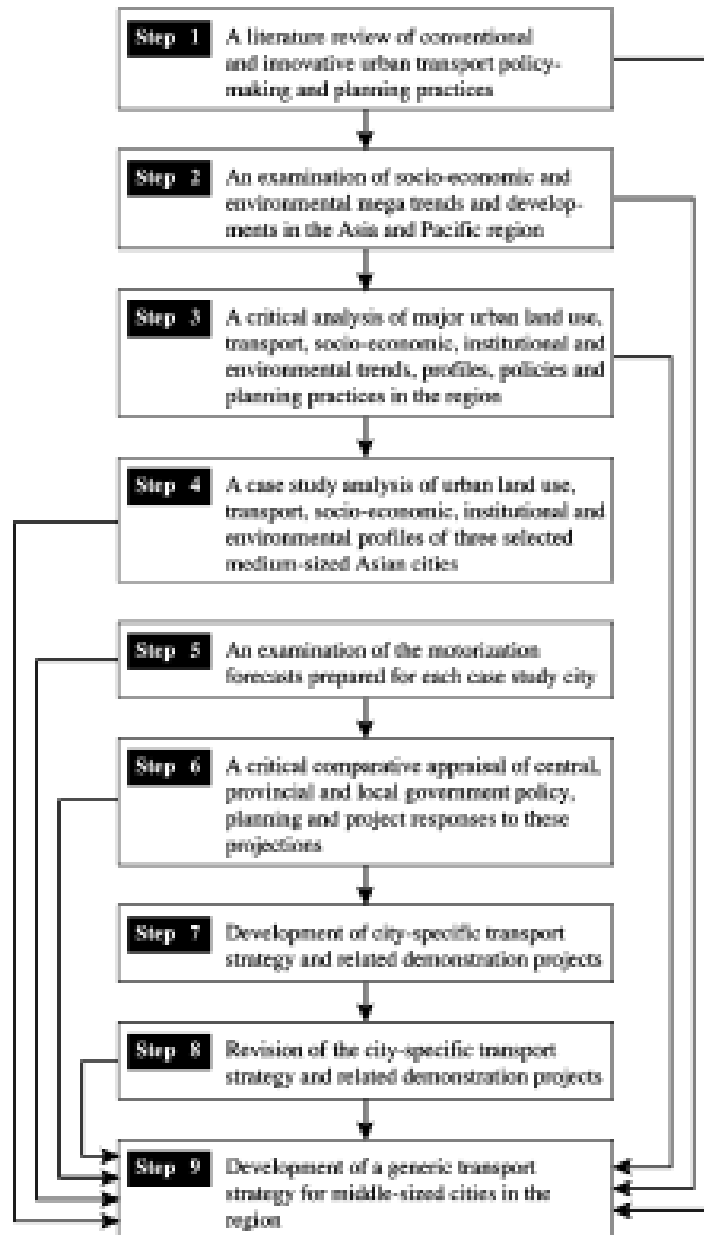 Step 1 A literature review of conventional
and innovative urban transport policy-
making and planning practices
Step 2 An examination of socio-economic and
environmental mega trends and develop-
ments in the Asia and Pacific region
Step 3 A critical analysis of major urban land use,
transport, socio-economic, institutional and
environmental trends, profiles, policies and
planning practices in the region
Step 4 A case study analysis of urban land use,
transport, socio-economic, institutional and
environmental profiles of three selected
medium-sized Asian cities
Step 5 An examination of the motorization
forecasts prepared for each case study city
Step 6 A critical comparative appraisal of central,
provincial and local government policy,
planning and project responses to these
projections
Step 7 Development of city-specific transport
strategy and related demonstration projects
Step 8 Revision of the city-specific transport
strategy and related demonstration projects
Step 9 Development of a generic transport
strategy for middle-sized cities in the
region